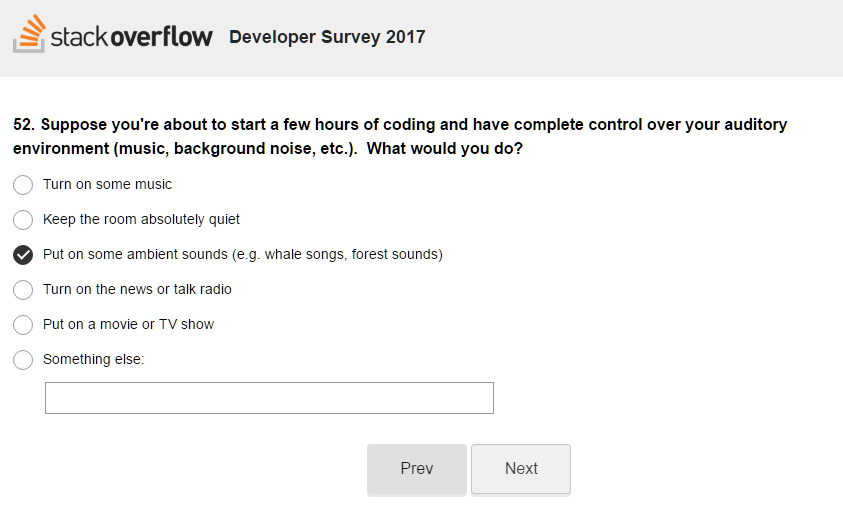 stackoverflow Developer Survey 2017
52. Suppose you're about to start a few hours of coding and have complete control over your auditory
environment (music, background noise, etc.).  What would you do?
Turn on some music
Keep the room absolutely quiet
Put on some ambient sounds (e.g. whale songs, forest sounds)
Turn on the news or talk radio
Put on a movie or TV show
Something else:
Prev Next